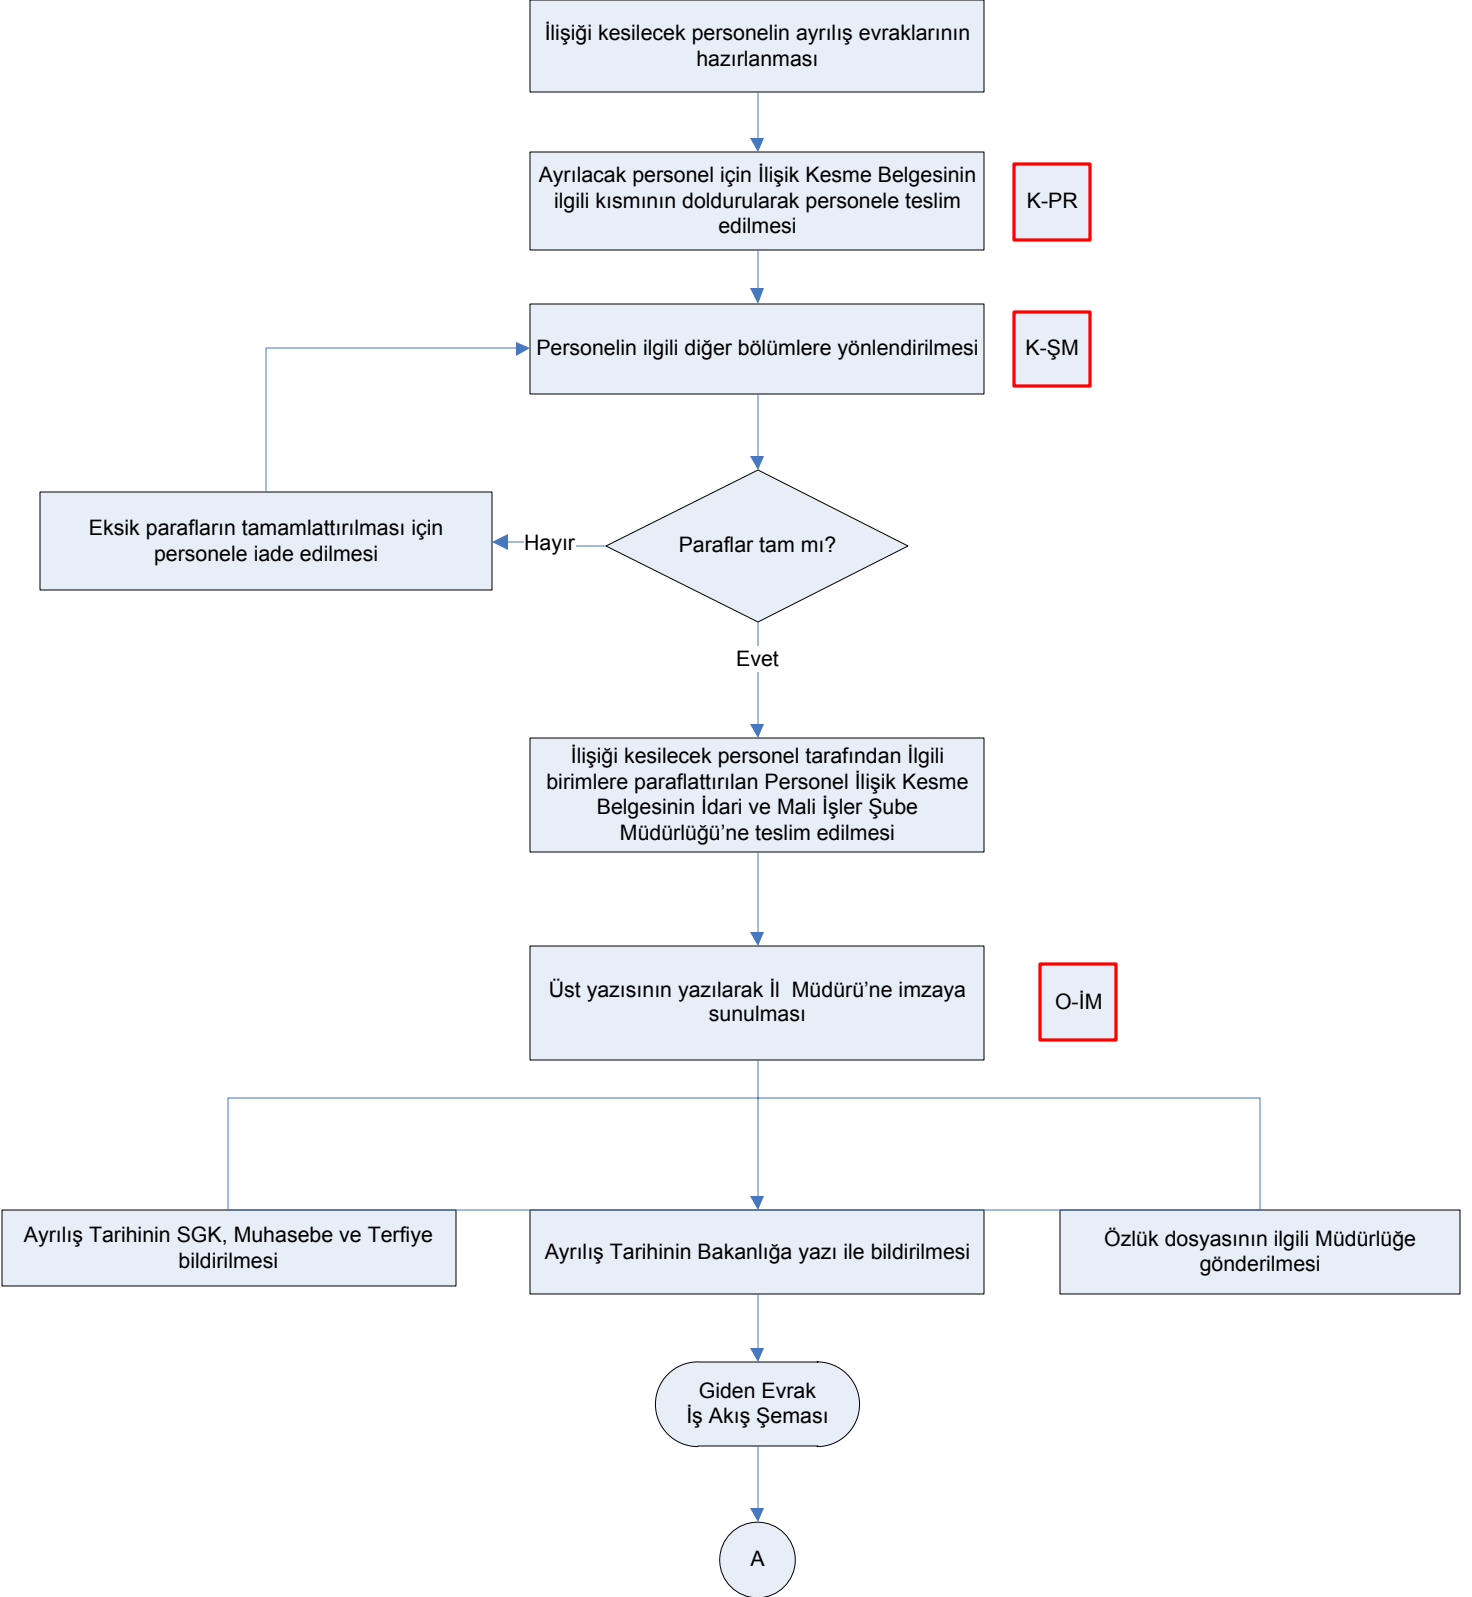 İlişiği kesilecek personelin ayrılış evraklarının
hazırlanması
Ayrılacak personel için İlişik Kesme Belgesinin
ilgili kısmının doldurularak personele teslim
edilmesi
K-PR
Personelin ilgili diğer bölümlere yönlendirilmesi
K-ŞM
Eksik parafların tamamlattırılması için
personele iade edilmesi
Hayır
Paraflar tam mı?
Evet
İlişiği kesilecek personel tarafından İlgili
birimlere paraflattırılan Personel İlişik Kesme
Belgesinin İdari ve Mali İşler Şube
Müdürlüğü’ne teslim edilmesi
Üst yazısının yazılarak İl  Müdürü’ne imzaya
sunulması
O-İM
Ayrılış Tarihinin SGK, Muhasebe ve Terfiye
bildirilmesi
Ayrılış Tarihinin Bakanlığa yazı ile bildirilmesi
Özlük dosyasının ilgili Müdürlüğe
gönderilmesi
Giden Evrak
İş Akış Şeması
A